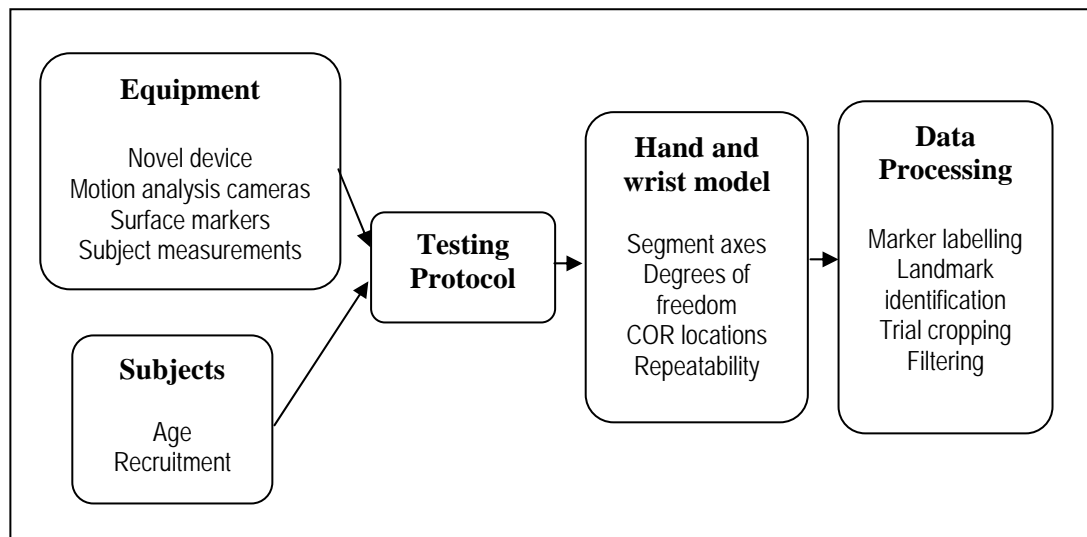 Equipment
Novel device
Motion analysis cameras
Surface markers
Subject measurements
Subjects
Age
Recruitment
Testing
Protocol
Hand and
wrist model
Segment axes
Degrees of
freedom
COR locations
Repeatability
Data
Processing
Marker labelling
Landmark
identification
Trial cropping
Filtering